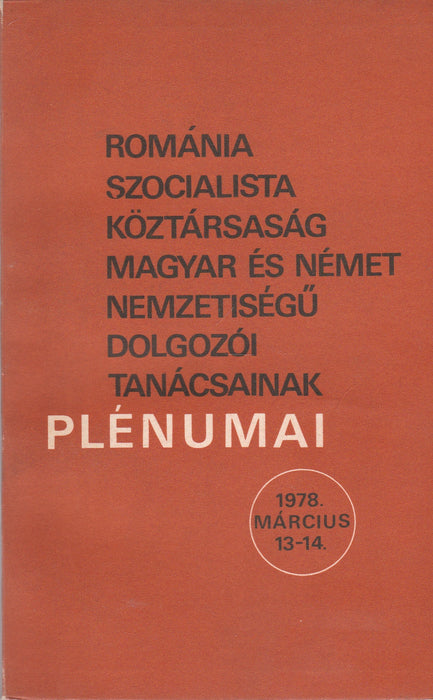 ROMÁNIA
SZOCIALISTA
KÖZTÁRSASÁG
MAGYAR ÉS NÉMET
NEMZETISÉGŰ
DOLGOZÓI
TANÁCSAINAK
PLÉNUMAI
1978.
MÁRCIUS
13-14.